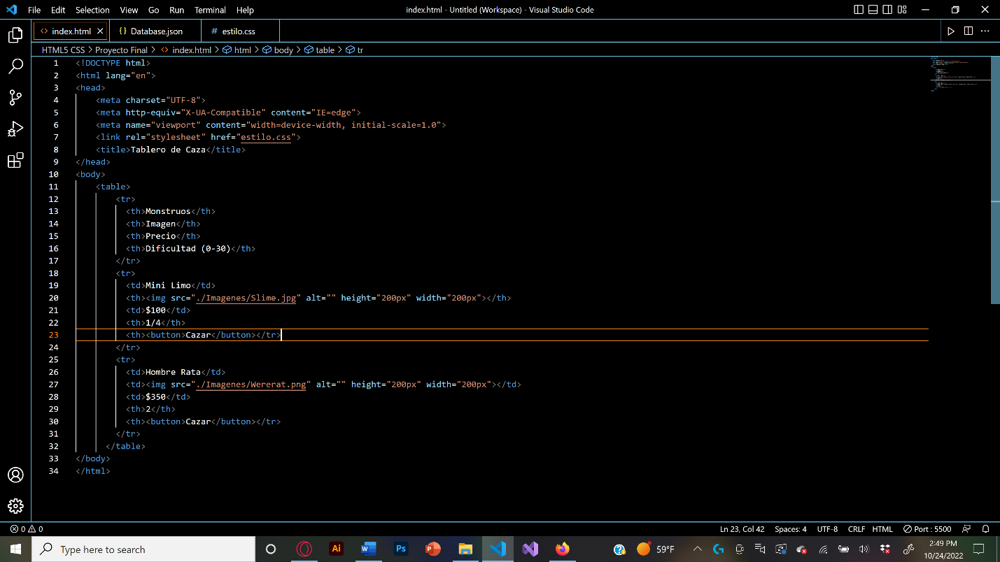 File Edit Selection View Go Run Terminal Help
index.html - Untitled (Workspace) - Visual Studio Code
<> index.html × {} Database.json # estilo.css
HTML5 CSS > Proyecto Final > <> index.html > html > body > table > tr
1 <!DOCTYPE html>
2 <html lang="en">
3 <head>
4 <meta charset="UTF-8">
5 <meta http-equiv="X-UA-Compatible" content="IE=edge">
6 <meta name="viewport" content="width=device-width, initial-scale=1.0">
7 <link rel="stylesheet" href="estilo.css">
8 <title>Tablero de Caza</title>
9 </head>
10 <body>
11 <table>
12 <tr>
13 <th>Monstruos</th>
14 <th>Imagen</th>
15 <th>Precio</th>
16 <th>Dificultad (0-30)</th>
17 </tr>
18 <tr>
19 <td>Mini Limo</td>
20 <th><img src="./Imagenes/Slime.jpg" alt="" height="200px" width="200px"></th>
21 <td>$100</td>
22 <th>1/4</th>
23 <th><button>Cazar</button></tr>
24 </tr>
25 <tr>
26 <td>Hombre Rata</td>
27 <td><img src="./Imagenes/Wererat.png" alt="" height="200px" width="200px"></td>
28 <td>$350</td>
29 <th>2</th>
30 <th><button>Cazar</button></tr>
31 </tr>
32 </table>
33 </body>
34 </html>
0 0 Ln 23, Col 42 Spaces: 4 UTF-8 CRLF HTML Port : 5500
Type here to search
Ai W Ps P
59°F
2:49 PM
10/24/2022